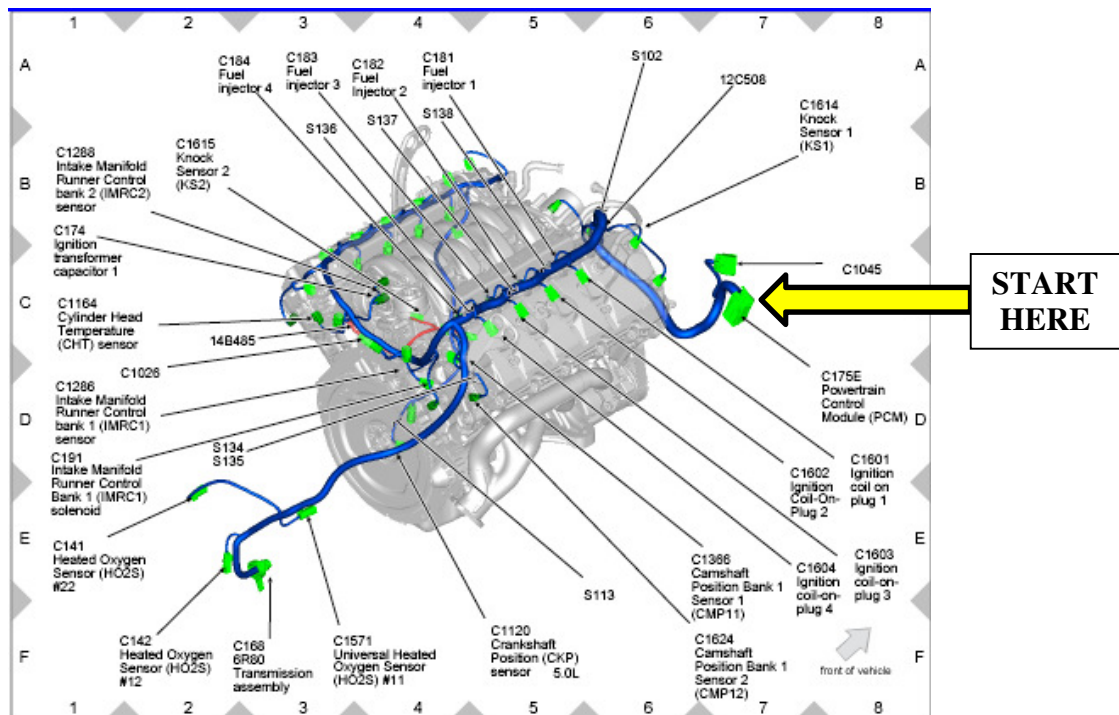 1 2 3 4 5 6 7 8
A A
C184
Fuel
injector 4
C183
Fuel
injector 3
C182
Fuel
Injector 2
C181
Fuel
injector 1
S102
12C508
C1614
Knock
Sensor 1
(KS1)
S136
S137
S138
B B
C1615
Knock
Sensor 2
(KS2)
C1288
Intake Manifold
Runner Control
bank 2 (IMRC2)
sensor
C174
Ignition
transformer
capacitor 1
C1045
START
HERE
C C
C1164
Cylinder Head
Temperature
(CHT) sensor
14B485
C1026
C175E
Powertrain
Control
Module (PCM)
D D
C1286
Intake Manifold
Runner Control
bank 1 (IMRC1)
sensor
S134
S135
C191
Intake Manifold
Runner Control
Bank 1 (IMRC1)
solenoid
C1602
Ignition
Coil-On-
Plug 2
C1601
Ignition
coil on
plug 1
E E
C141
Heated Oxygen
Sensor (HO2S)
#22
S113
C1366
Camshaft
Position Bank 1
Sensor 1
(CMP11)
C1604
Ignition
coil-on-
plug 4
C1603
Ignition
coil-on-
plug 3
F F
C142
Heated Oxygen
Sensor (HO2S)
#12
C168
6R80
Transmission
assembly
C1571
Universal Heated
Oxygen Sensor
(HO2S) #11
C1120
Crankshaft
Position (CKP)
sensor 5.0L
C1624
Camshaft
Position Bank 1
Sensor 2
(CMP12)
front of vehicle
1 2 3 4 5 6 7 8